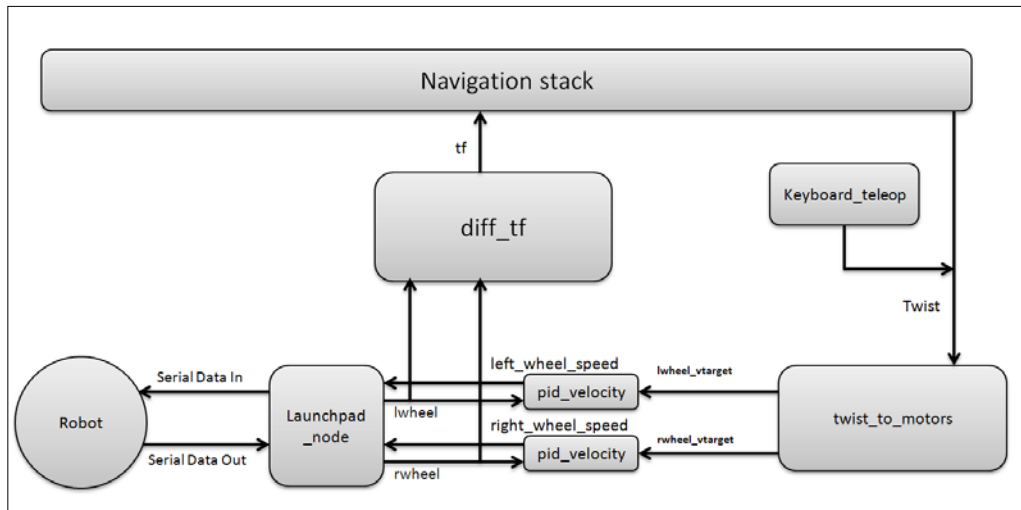 Navigation stack
tf
Keyboard_teleop
diff_tf
Twist
left_wheel_speed
lwheel_vtarget
Serial Data In
pid_velocity
Robot
Launchpad
_node
lwheel
twist_to_motors
right_wheel_speed
rwheel_vtarget
pid_velocity
Serial Data Out
rwheel